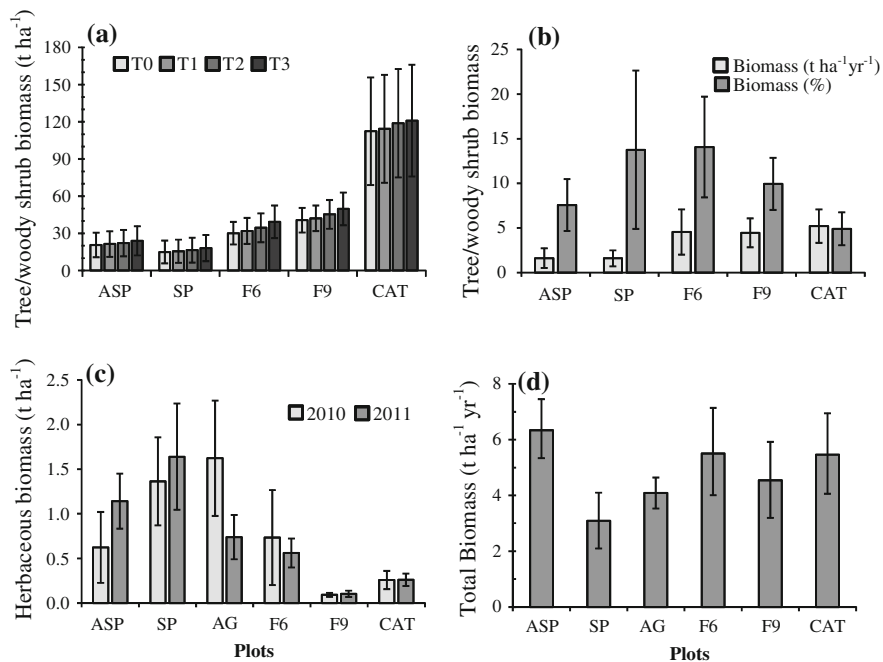 (a)
T0 T1 T2 T3
Tree/woody shrub biomass (t ha⁻¹)
180
150
120
90
60
30
0
ASP SP F6 F9 CAT
(b)
Biomass (t ha⁻¹yr⁻¹)
Biomass (%)
Tree/woody shrub biomass
25
20
15
10
5
0
ASP SP F6 F9 CAT
(c)
2010 2011
Herbaceous biomass (t ha⁻¹)
2.5
2.0
1.5
1.0
0.5
0.0
ASP SP AG F6 F9 CAT
Plots
(d)
Total Biomass (t ha⁻¹ yr⁻¹)
8
6
4
2
0
ASP SP AG F6 F9 CAT
Plots